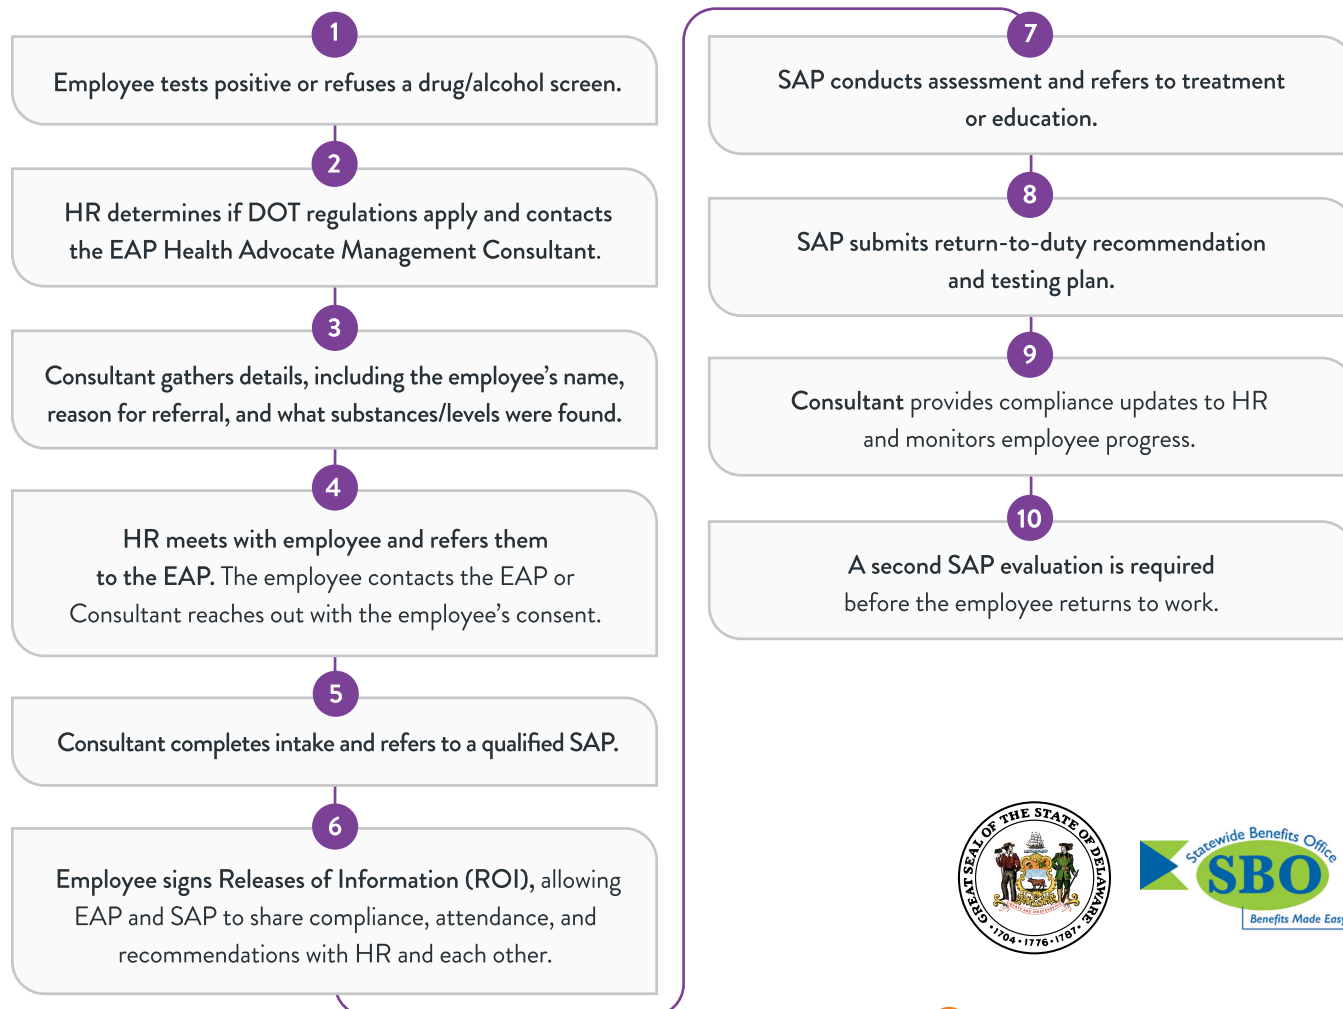 1
Employee tests positive or refuses a drug/alcohol screen.
2
HR determines if DOT regulations apply and contacts
the EAP Health Advocate Management Consultant.
3
Consultant gathers details, including the employee’s name,
reason for referral, and what substances/levels were found.
4
HR meets with employee and refers them
to the EAP. The employee contacts the EAP or
Consultant reaches out with the employee’s consent.
5
Consultant completes intake and refers to a qualified SAP.
6
Employee signs Releases of Information (ROI), allowing
EAP and SAP to share compliance, attendance, and
recommendations with HR and each other.
7
SAP conducts assessment and refers to treatment
or education.
8
SAP submits return-to-duty recommendation
and testing plan.
9
Consultant provides compliance updates to HR
and monitors employee progress.
10
A second SAP evaluation is required
before the employee returns to work.
GREAT SEAL OF THE STATE OF DELAWARE
• 1704 • 1776 • 1787 •
Statewide Benefits Office
SBO
Benefits Made Easy